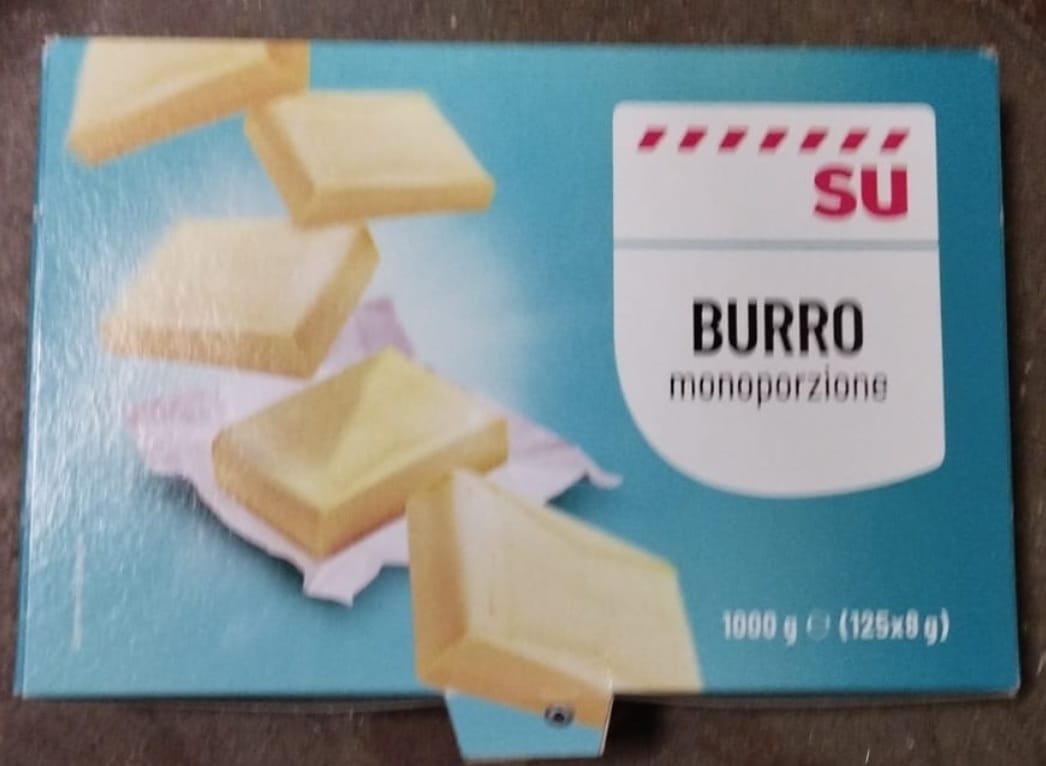 SU
BURRO
monoporzione
1000 g ℮ (125x8 g)